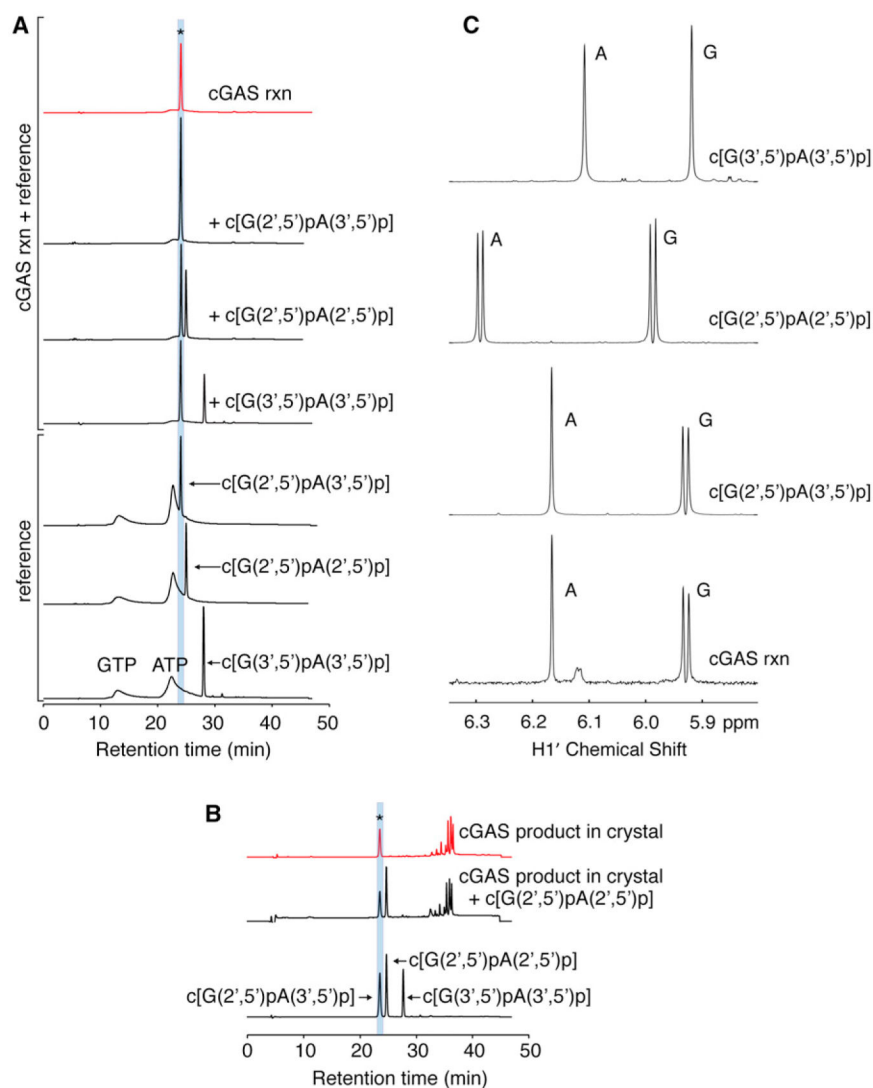 A
*
cGAS rxn
+ c[G(2',5')pA(3',5')p]
+ c[G(2',5')pA(2',5')p]
+ c[G(3',5')pA(3',5')p]
cGAS rxn + reference
c[G(2',5')pA(3',5')p]
c[G(2',5')pA(2',5')p]
GTP ATP c[G(3',5')pA(3',5')p]
reference
0 10 20 30 40 50
Retention time (min)
C
A G
c[G(3',5')pA(3',5')p]
A G
c[G(2',5')pA(2',5')p]
A G
c[G(2',5')pA(3',5')p]
A G
cGAS rxn
6.3 6.2 6.1 6.0 5.9 ppm
H1′ Chemical Shift
B
*
cGAS product in crystal
cGAS product in crystal
+ c[G(2',5')pA(2',5')p]
c[G(2',5')pA(2',5')p]
c[G(2',5')pA(3',5')p] c[G(3',5')pA(3',5')p]
0 10 20 30 40 50
Retention time (min)